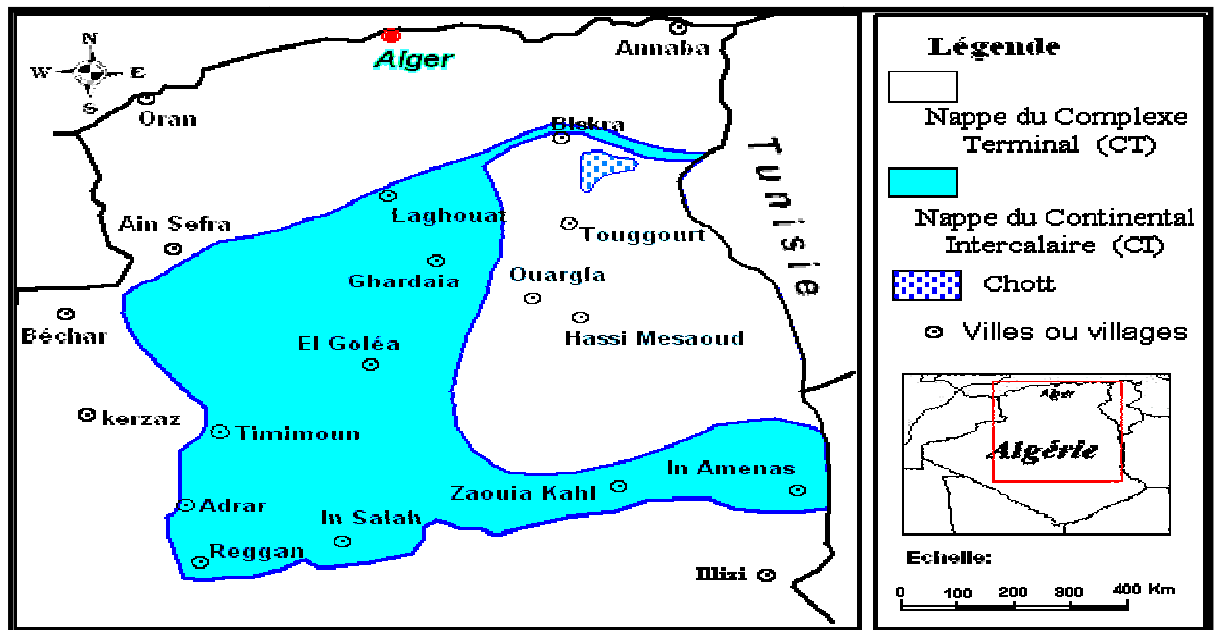 N
W
E
S
Alger
Annaba
Oran
Biskra
Tunisie
Laghouat
Ain Sefra
Touggourt
Ghardaia
Ouargla
Béchar
Hassi Mesaoud
El Goléa
kerzaz
Timimoun
In Amenas
Zaouia Kahl
Adrar
In Salah
Reggan
Illizi
Légende
Nappe du Complexe
Terminal (CT)
Nappe du Continental
Intercalaire (CI)
Chott
Villes ou villages
Alger
Algérie
Echelle:
0 100 200 300 400 Km